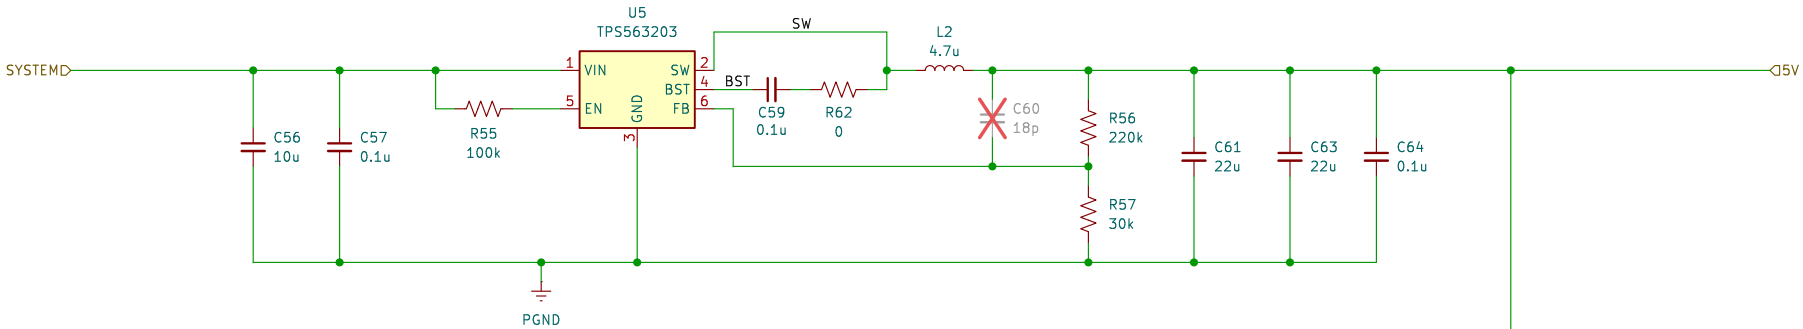 U5
TPS563203
SW
L2
4.7u
SYSTEM
1
VIN
SW
2
5V
BST
4
BST
C59
0.1u
R62
0
5
EN
FB
6
GND
3
R55
100k
C60
18p
R56
220k
C56
10u
C57
0.1u
C61
22u
C63
22u
C64
0.1u
R57
30k
PGND